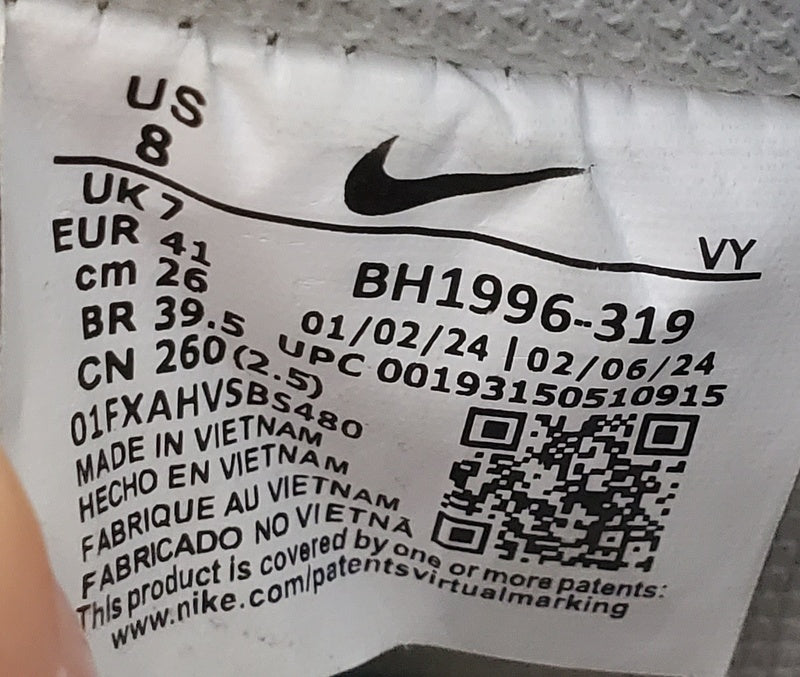 US
8
UK 7
EUR 41
cm 26
BR 39.5
CN 260 (2.5)
VY
BH1996-319
01/02/24 | 02/06/24
UPC 00193150510915
01FXAHVSBS480
MADE IN VIETNAM
HECHO EN VIETNAM
FABRIQUE AU VIETNAM
FABRICADO NO VIETNÃ
This product is covered by one or more patents:
www.nike.com/patentsvirtualmarking